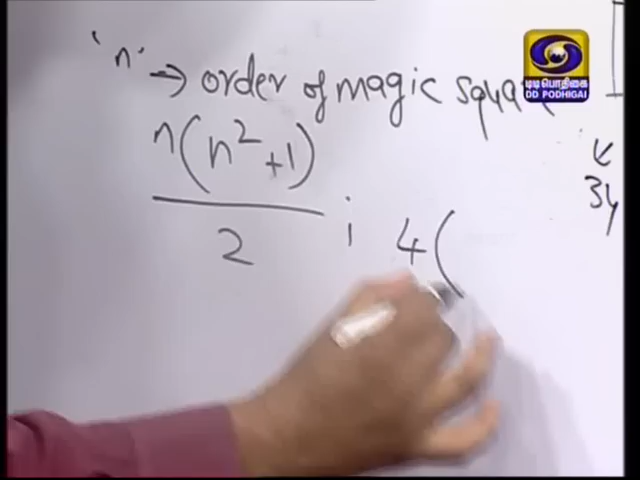 'n' → order of magic square
n(n²+1)
2 ; 4(
34
டிடி பொதிகை
DD PODHIGAI